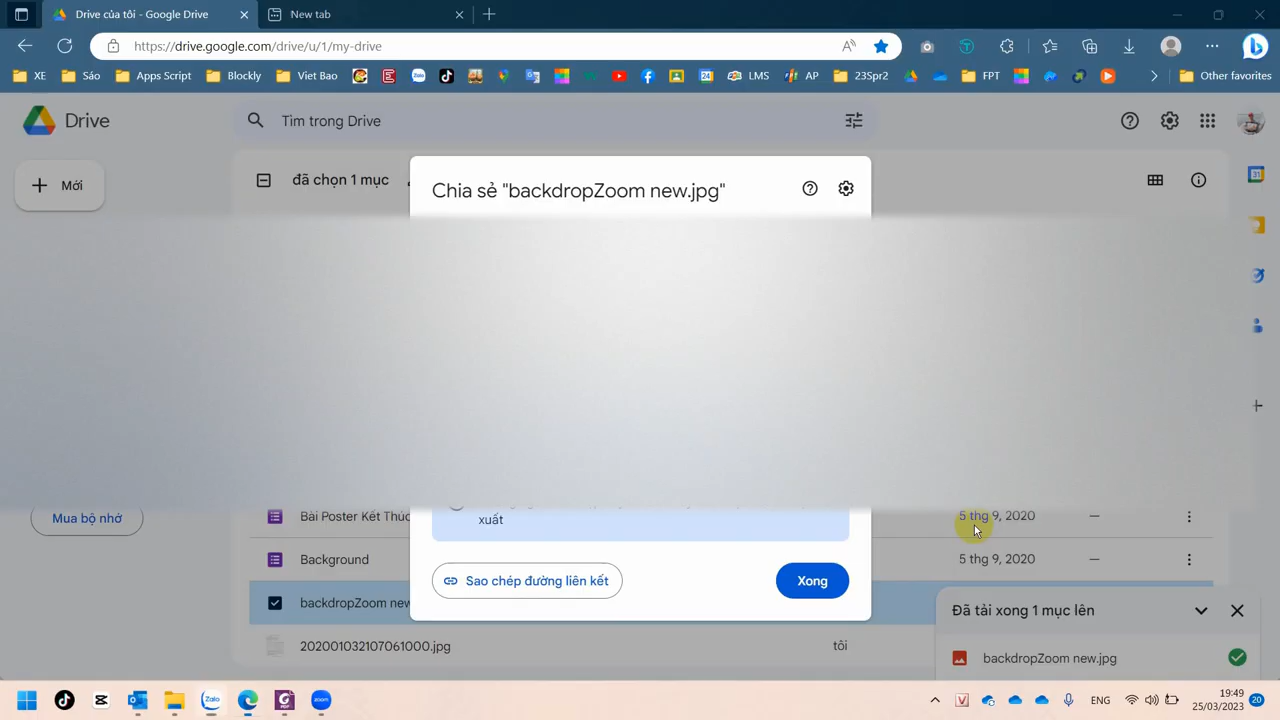 Drive của tôi - Google Drive
New tab
https://drive.google.com/drive/u/1/my-drive
XE
Sáo
Apps Script
Blockly
Viet Bao
LMS
AP
23Spr2
FPT
Other favorites
Drive
Tìm trong Drive
Mới
đã chọn 1 mục
Chia sẻ "backdropZoom new.jpg"
Mua bộ nhớ
Bài Poster Kết Thúc
xuất
5 thg 9, 2020
—
Background
5 thg 9, 2020
—
Sao chép đường liên kết
Xong
backdropZoom new
Đã tải xong 1 mục lên
202001032107061000.jpg
tôi
backdropZoom new.jpg
Zalo
zoom
ENG
19:49
25/03/2023
20